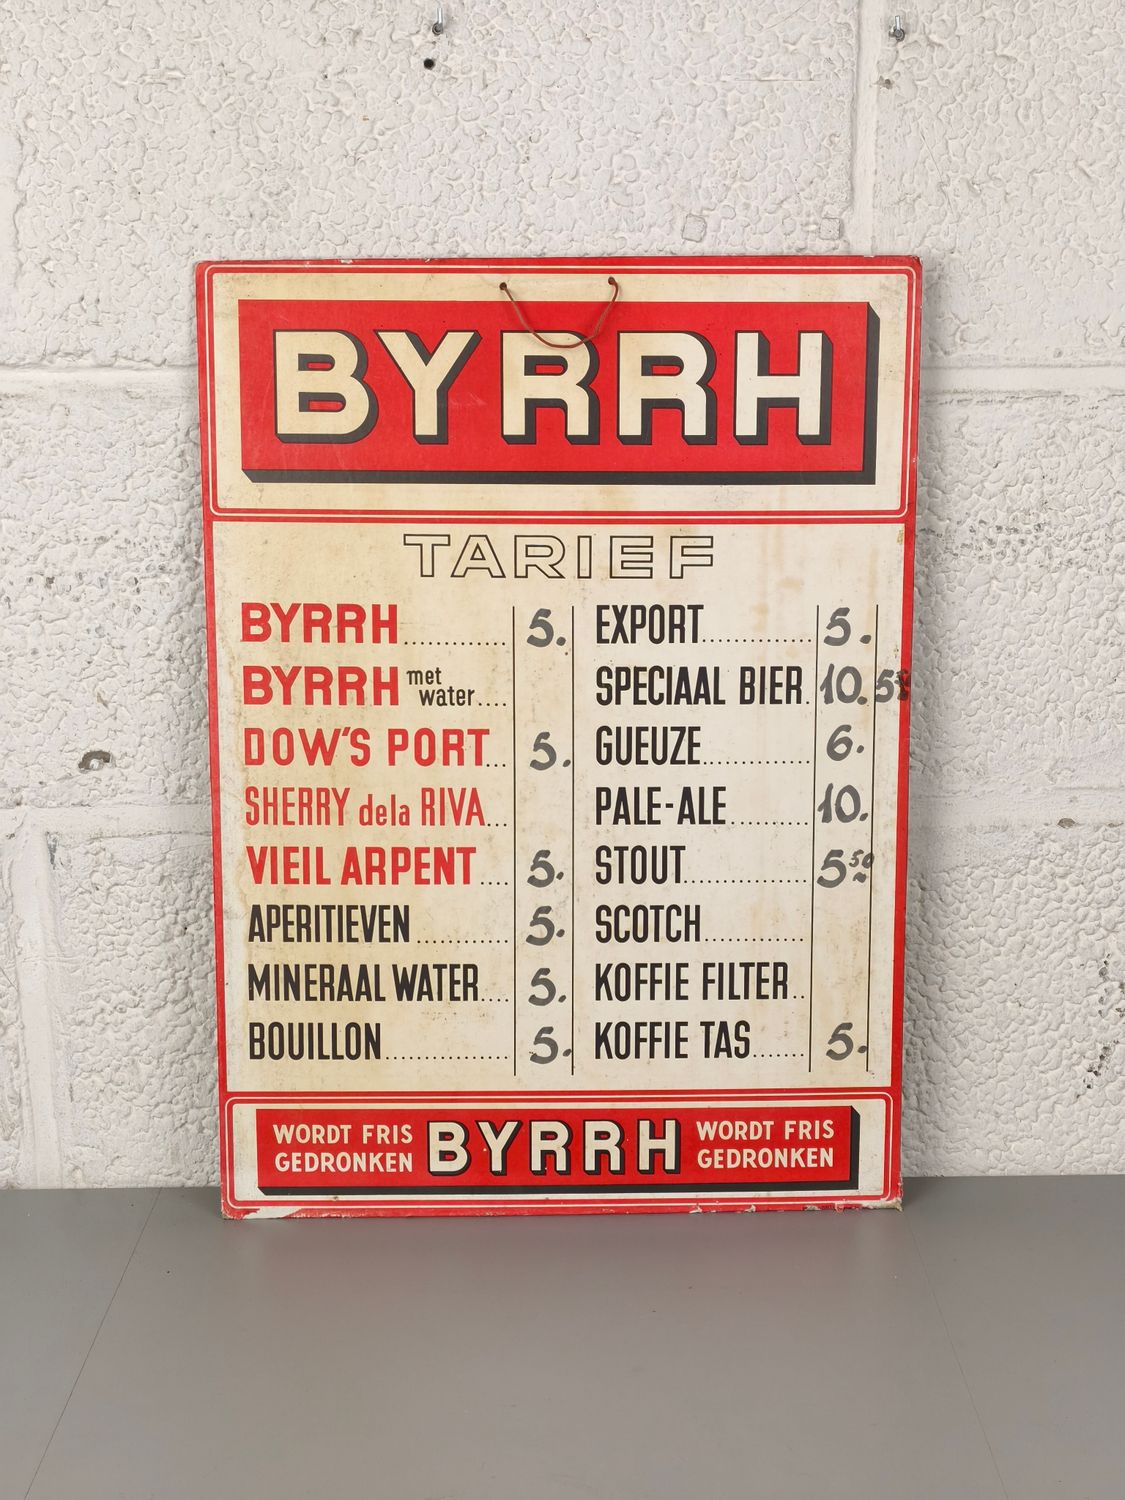 BYRRH
TARIEF
BYRRH.................. 5.
BYRRH met water....
DOW'S PORT... 5.
SHERRY de la RIVA...
VIEIL ARPENT.... 5.
APERITIEVEN............ 5.
MINERAAL WATER.... 5.
BOUILLON................ 5.
EXPORT.............. 5.
SPECIAAL BIER. 10.
GUEUZE............. 6.
PALE-ALE.......... 10.
STOUT................ 5 50
SCOTCH.............
KOFFIE FILTER..
KOFFIE TAS....... 5.
WORDT FRIS GEDRONKEN
BYRRH
WORDT FRIS GEDRONKEN